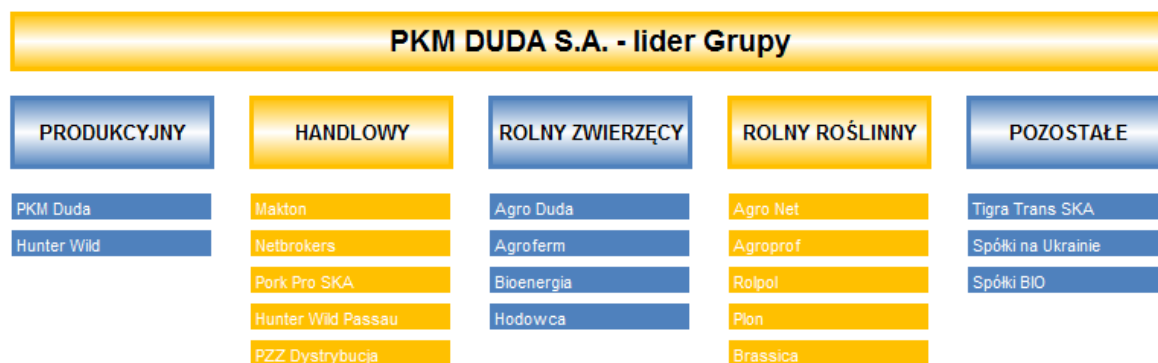 PKM DUDA S.A. - lider Grupy
PRODUKCYJNY
HANDLOWY
ROLNY ZWIERZĘCY
ROLNY ROŚLINNY
POZOSTAŁE
PKM Duda
Makton
Agro Duda
Agro Net
Tigra Trans SKA
Hunter Wild
Netbrokers
Agroferm
Agroprof
Spółki na Ukrainie
Pork Pro SKA
Bioenergia
Rolpol
Spółki BIO
Hunter Wild Passau
Hodowca
Plon
PZZ Dystrybucja
Brassica